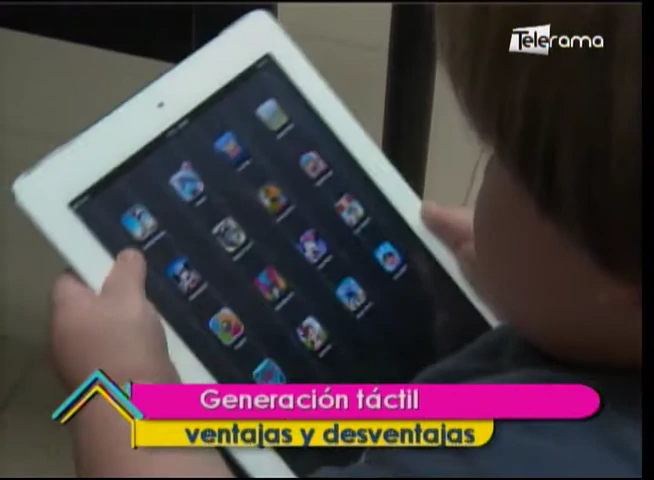 Telerama
Generación táctil
ventajas y desventajas